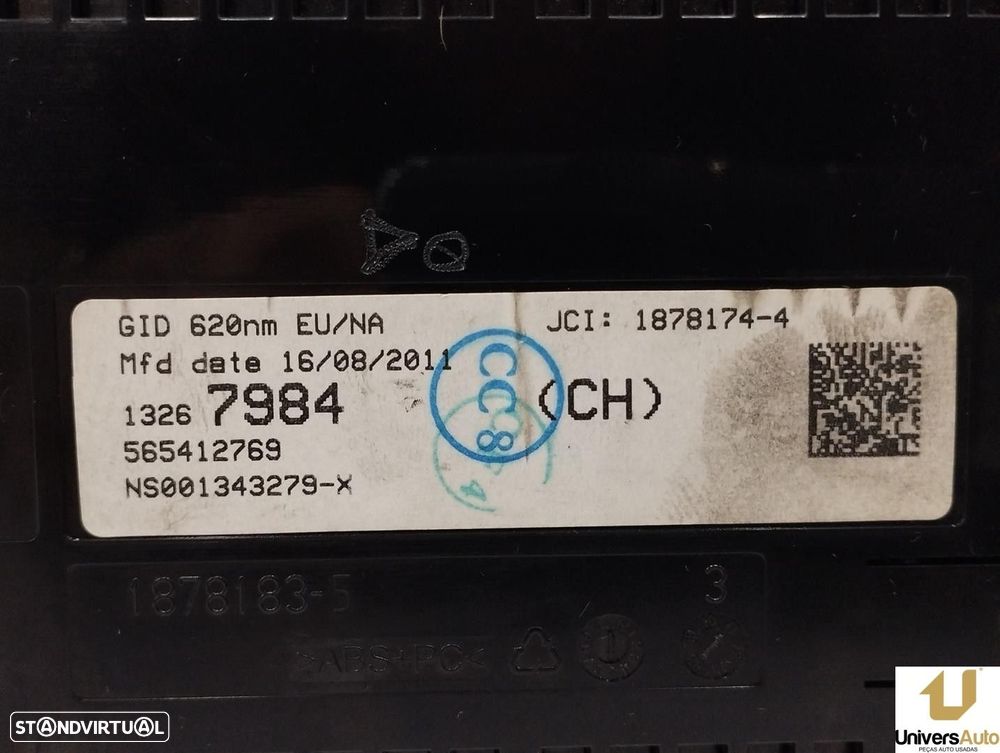 GID 620nm EU/NA JCI: 1878174-4
Mfd date 16/08/2011
1326 7984 (CH)
565412769
NS001343279-X
CC8
4
1878183-5 3
>ABS+PC<
STANDVIRTUAL
UniversAuto
PEÇAS AUTO USADAS